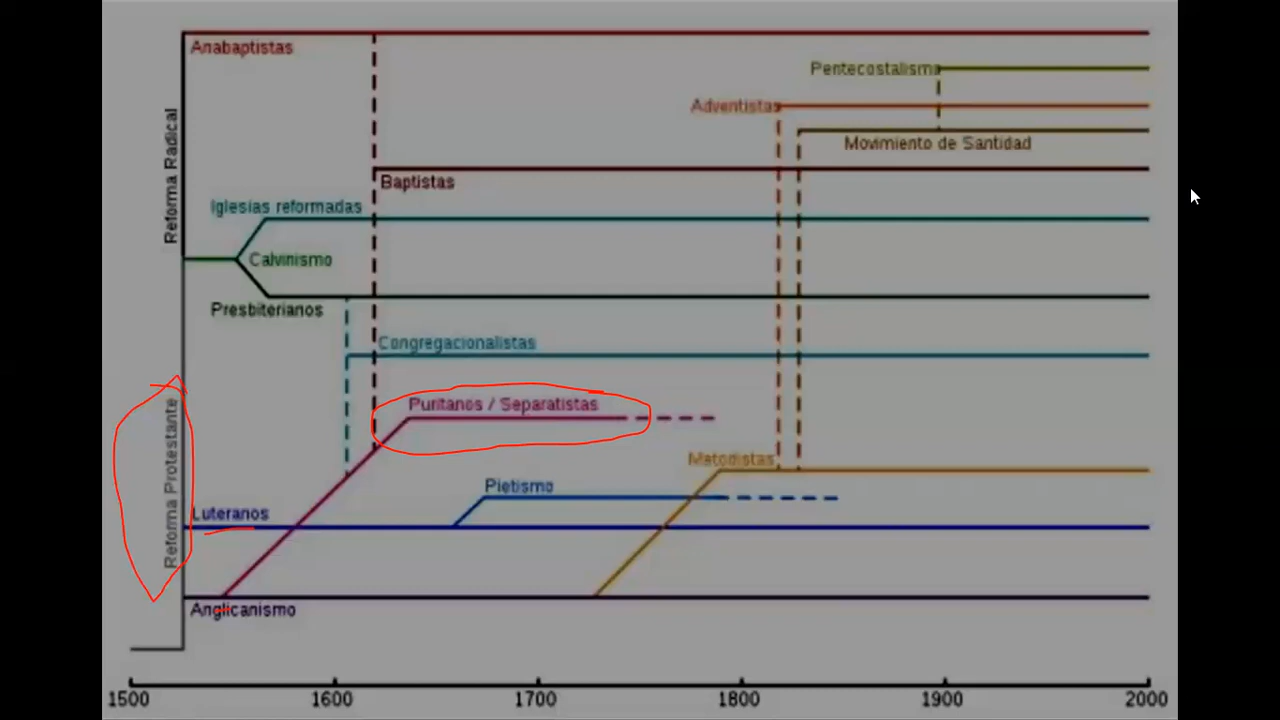 Anabaptistas
Pentecostalismo
Adventistas
Movimiento de Santidad
Reforma Radical
Baptistas
Iglesias reformadas
Calvinismo
Presbiterianos
Congregacionalistas
Puritanos / Separatistas
Reforma Protestante
Metodistas
Pietismo
Luteranos
Anglicanismo
1500 1600 1700 1800 1900 2000